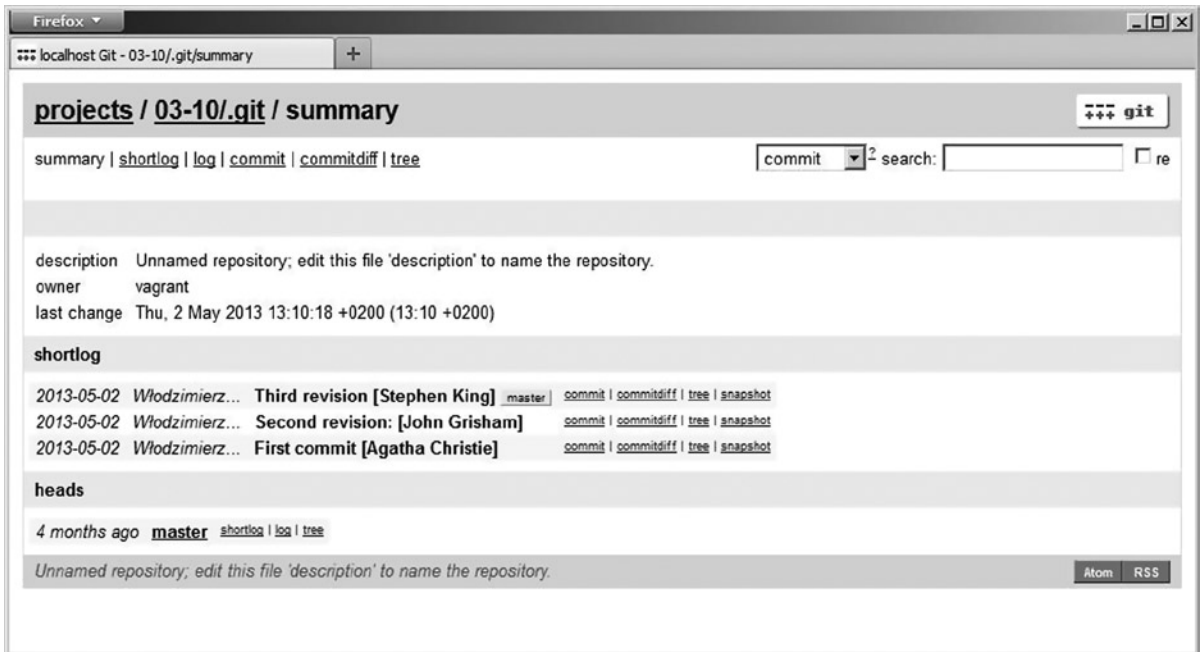 Firefox
localhost Git - 03-10/.git/summary
projects / 03-10/.git / summary
git
summary | shortlog | log | commit | commitdiff | tree
commit ? search: re
description Unnamed repository; edit this file 'description' to name the repository.
owner vagrant
last change Thu, 2 May 2013 13:10:18 +0200 (13:10 +0200)
shortlog
2013-05-02 Włodzimierz... Third revision [Stephen King] master commit | commitdiff | tree | snapshot
2013-05-02 Włodzimierz... Second revision: [John Grisham] commit | commitdiff | tree | snapshot
2013-05-02 Włodzimierz... First commit [Agatha Christie] commit | commitdiff | tree | snapshot
heads
4 months ago master shortlog | log | tree
Unnamed repository; edit this file 'description' to name the repository.
Atom RSS